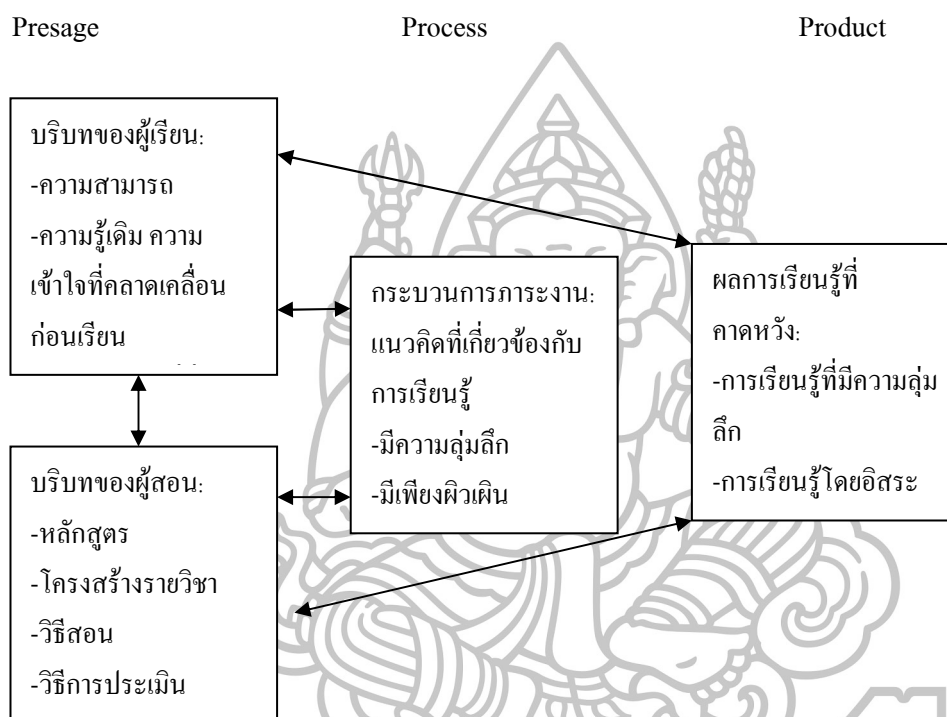 Presage Process Product
บริบทของผู้เรียน:
-ความสามารถ
-ความรู้เดิม ความ
เข้าใจที่คลาดเคลื่อน
ก่อนเรียน
บริบทของผู้สอน:
-หลักสูตร
-โครงสร้างรายวิชา
-วิธีสอน
-วิธีการประเมิน
กระบวนการภาระงาน:
แนวคิดที่เกี่ยวข้องกับ
การเรียนรู้
-มีความลุ่มลึก
-มีเพียงผิวเผิน
ผลการเรียนรู้ที่
คาดหวัง:
-การเรียนรู้ที่มีความลุ่ม
ลึก
-การเรียนรู้โดยอิสระ